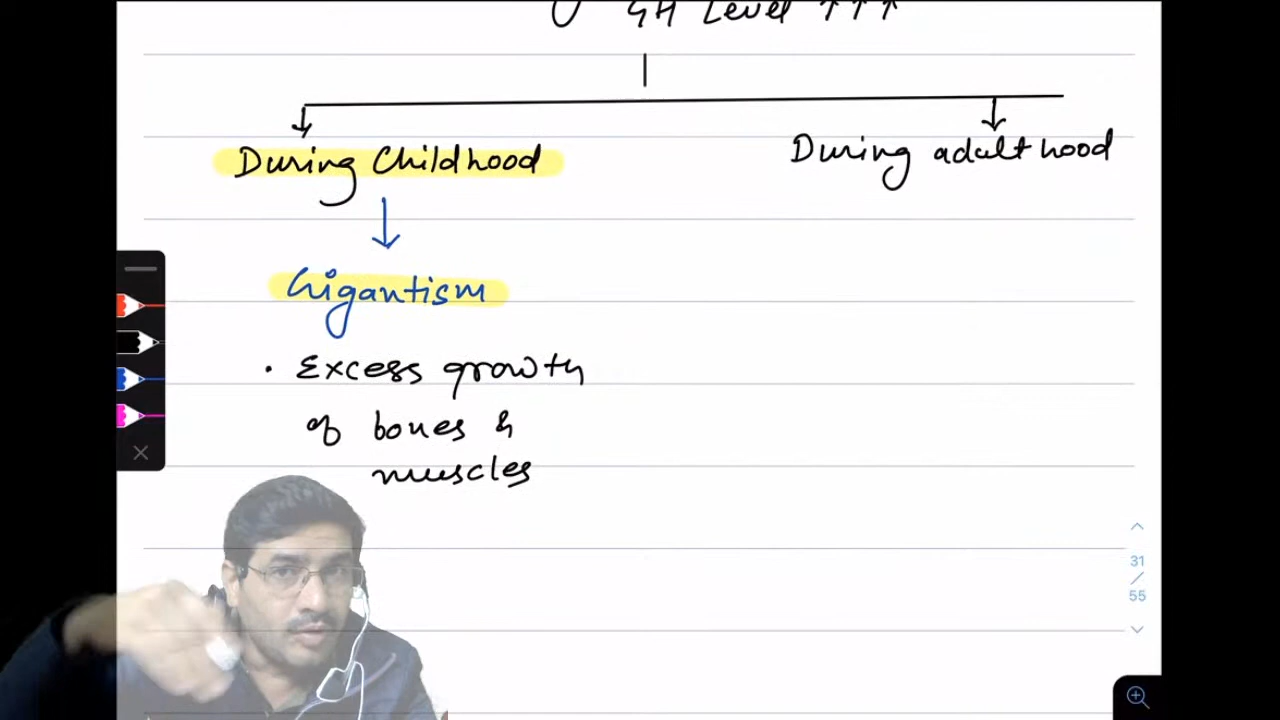 GH Level ↑↑↑
During Childhood
During adulthood
↓
Gigantism
• Excess growth
of bones &
muscles
31
/
55